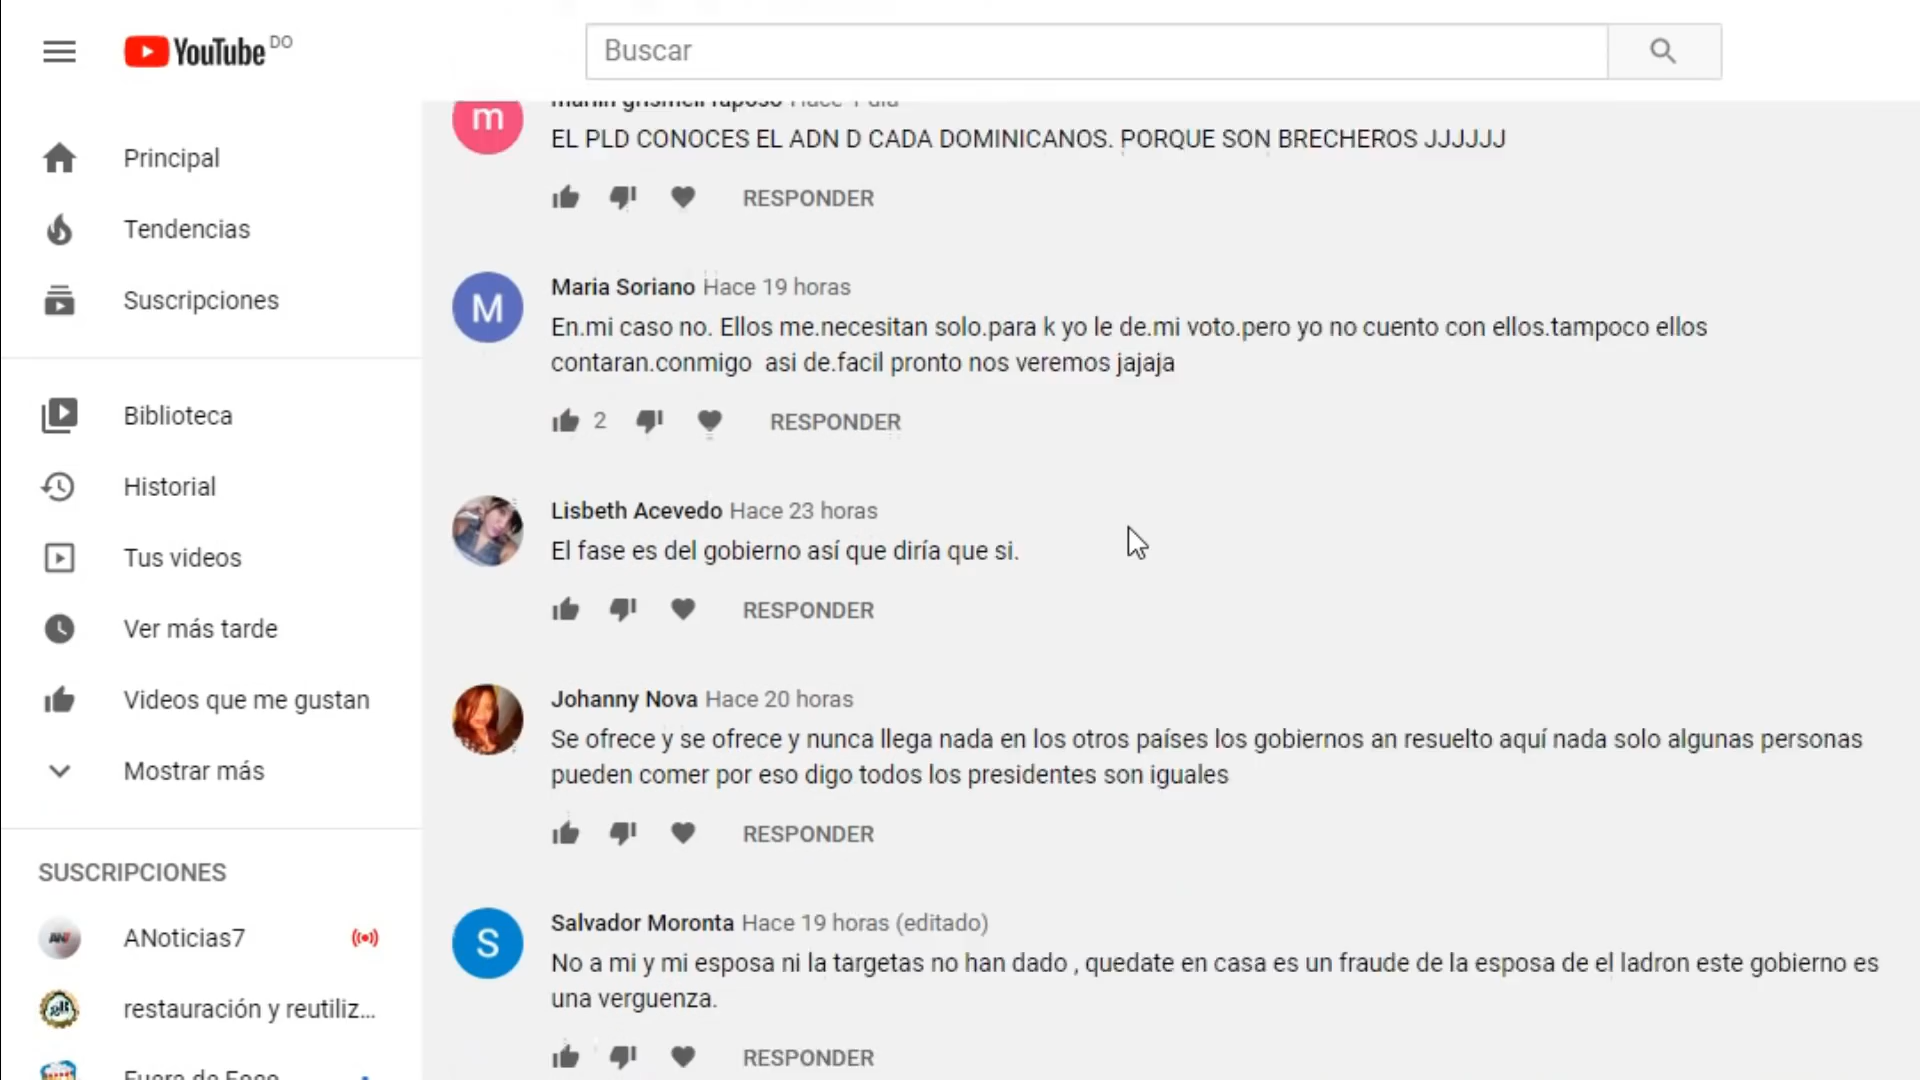 YouTube DO
Buscar
Principal
Tendencias
Suscripciones
Biblioteca
Historial
Tus videos
Ver más tarde
Videos que me gustan
Mostrar más
SUSCRIPCIONES
ANoticias7
restauración y reutiliz...
Fuera de Foco
m
Hace 1 día
EL PLD CONOCES EL ADN D CADA DOMINICANOS. PORQUE SON BRECHEROS JJJJJJ
RESPONDER
M
Maria Soriano Hace 19 horas
En.mi caso no. Ellos me.necesitan solo.para k yo le de.mi voto.pero yo no cuento con ellos.tampoco ellos
contaran.conmigo asi de.facil pronto nos veremos jajaja
2 RESPONDER
Lisbeth Acevedo Hace 23 horas
El fase es del gobierno así que diría que si.
RESPONDER
Johanny Nova Hace 20 horas
Se ofrece y se ofrece y nunca llega nada en los otros países los gobiernos an resuelto aquí nada solo algunas personas
pueden comer por eso digo todos los presidentes son iguales
RESPONDER
S
Salvador Moronta Hace 19 horas (editado)
No a mi y mi esposa ni la targetas no han dado , quedate en casa es un fraude de la esposa de el ladron este gobierno es
una verguenza.
RESPONDER